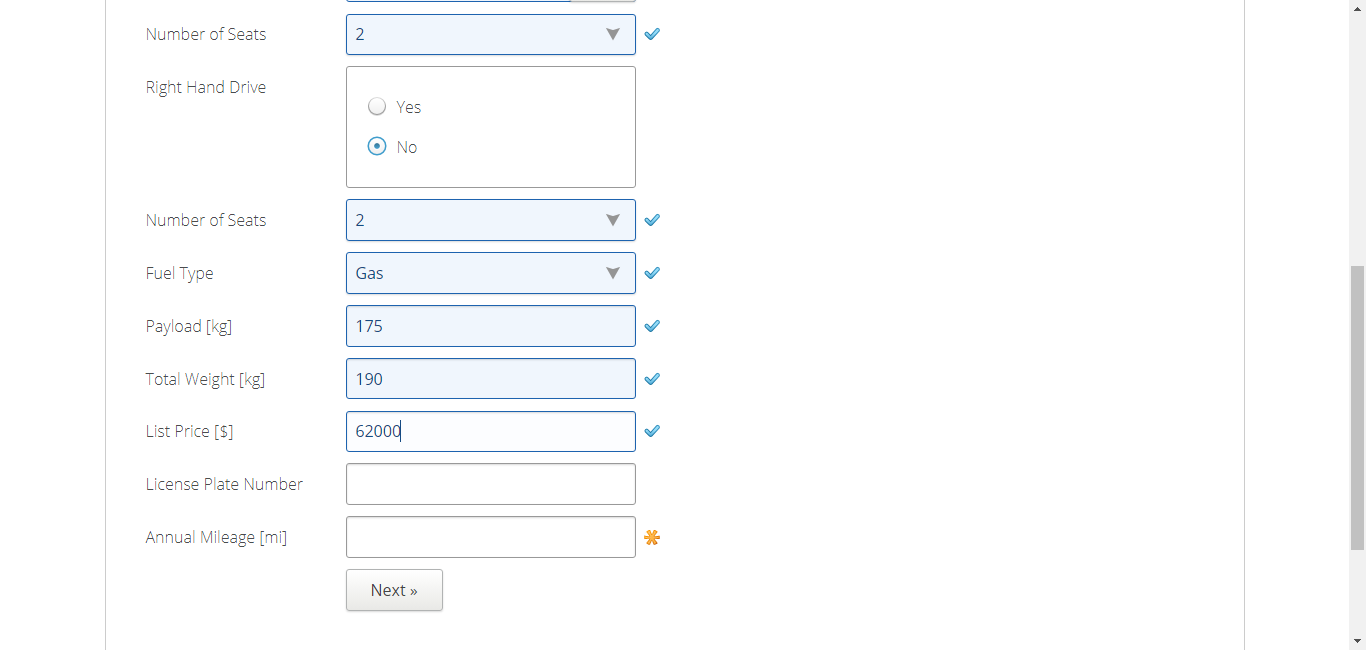 Number of Seats 2
Right Hand Drive
Yes
No
Number of Seats 2
Fuel Type Gas
Payload [kg] 175
Total Weight [kg] 190
List Price [$] 62000
License Plate Number
Annual Mileage [mi]
Next »